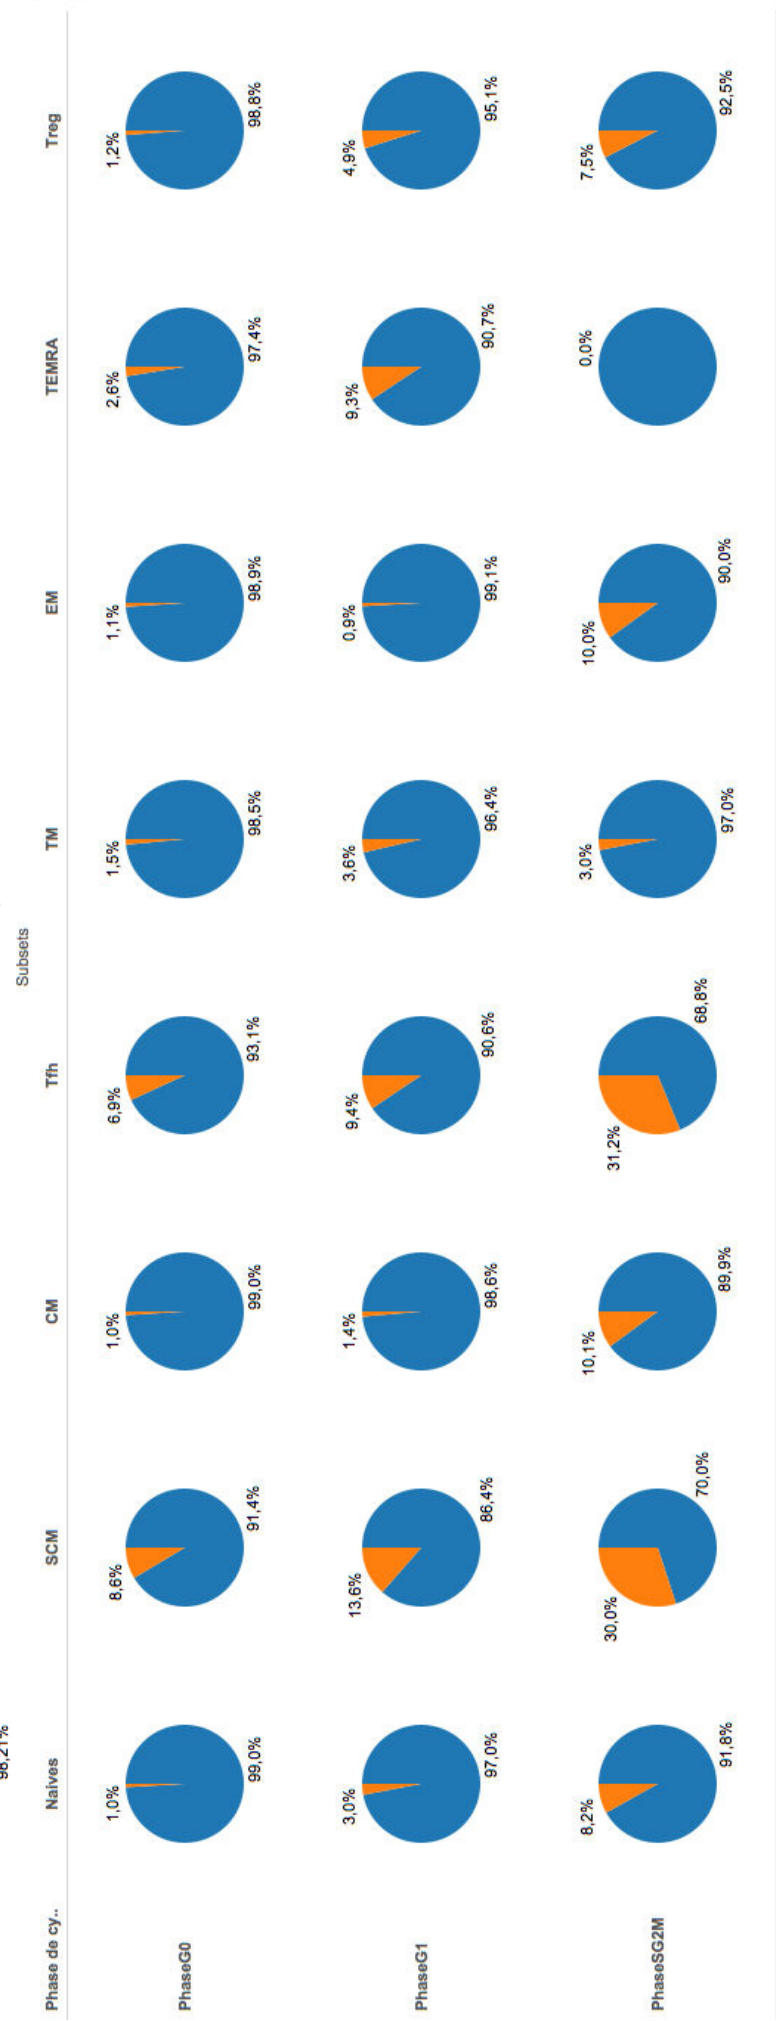 Subsets
Phase de cy.. Naives SCM CM Tfh TM EM TEMRA Treg
1,0% 8,6% 1,0% 6,9% 1,5% 1,1% 2,6% 1,2%
PhaseG0
99,0% 91,4% 99,0% 93,1% 98,5% 98,9% 97,4% 98,8%
3,0% 13,6% 1,4% 9,4% 3,6% 0,9% 9,3% 4,9%
PhaseG1
97,0% 86,4% 98,6% 90,6% 96,4% 99,1% 90,7% 95,1%
8,2% 30,0% 10,1% 31,2% 3,0% 10,0% 0,0% 7,5%
PhaseSG2M
91,8% 70,0% 89,9% 68,8% 97,0% 90,0% 92,5%